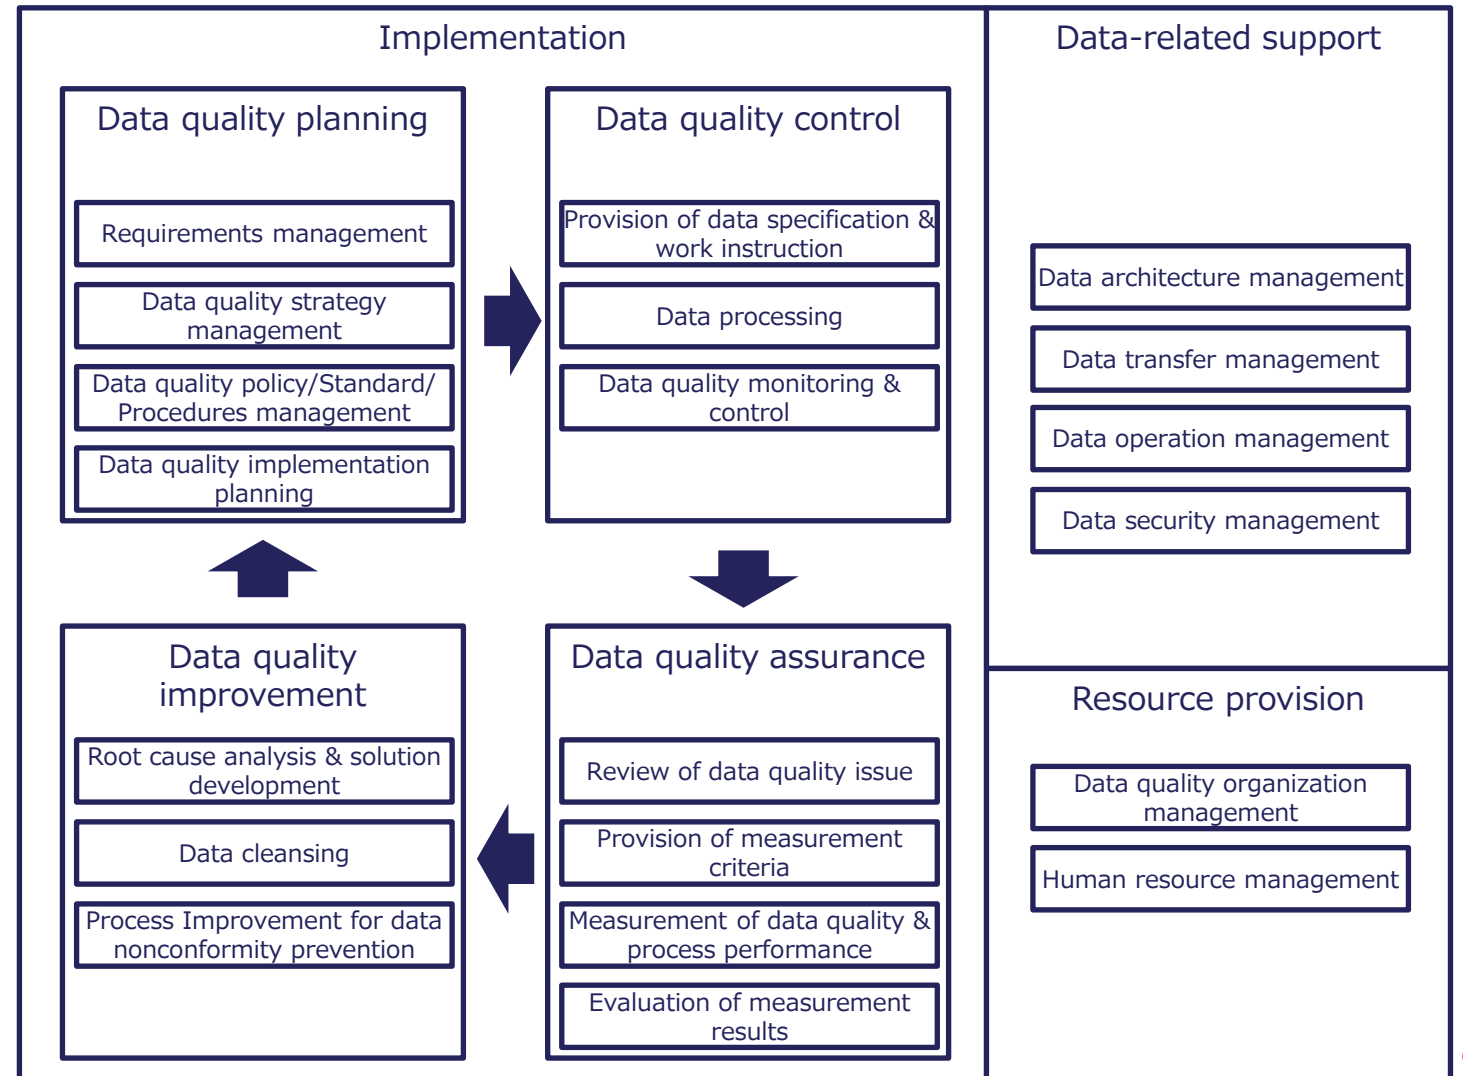 Implementation
Data quality planning
Requirements management
Data quality strategy
management
Data quality policy/Standard/
Procedures management
Data quality implementation
planning
Data quality control
Provision of data specification &
work instruction
Data processing
Data quality monitoring &
control
Data quality improvement
Root cause analysis & solution
development
Data cleansing
Process Improvement for data
nonconformity prevention
Data quality assurance
Review of data quality issue
Provision of measurement
criteria
Measurement of data quality &
process performance
Evaluation of measurement
results
Data-related support
Data architecture management
Data transfer management
Data operation management
Data security management
Resource provision
Data quality organization
management
Human resource management